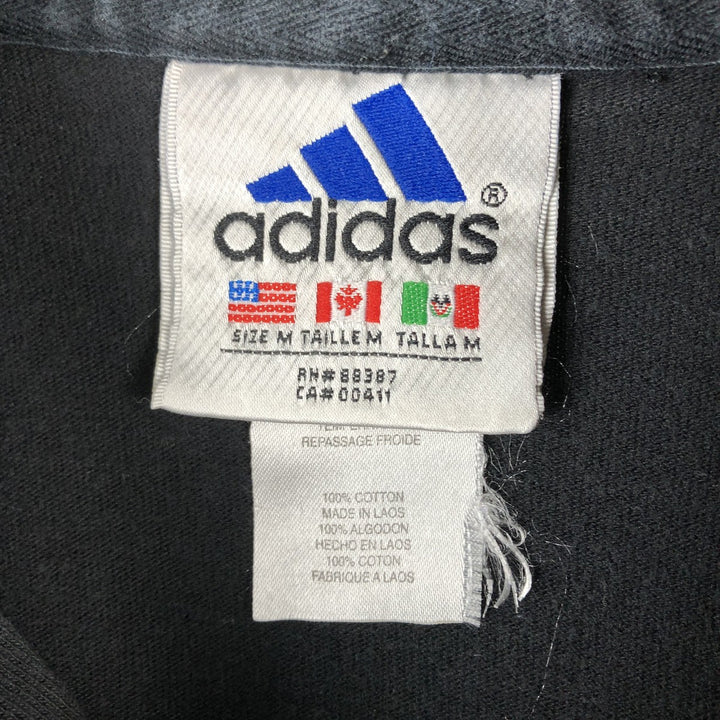 adidas®
SIZE M TAILLE M TALLA M
RN#88387
CA#00411
REPASSAGE FROIDE
100% COTTON
MADE IN LAOS
100% ALGODON
HECHO EN LAOS
100% COTON
FABRIQUE A LAOS